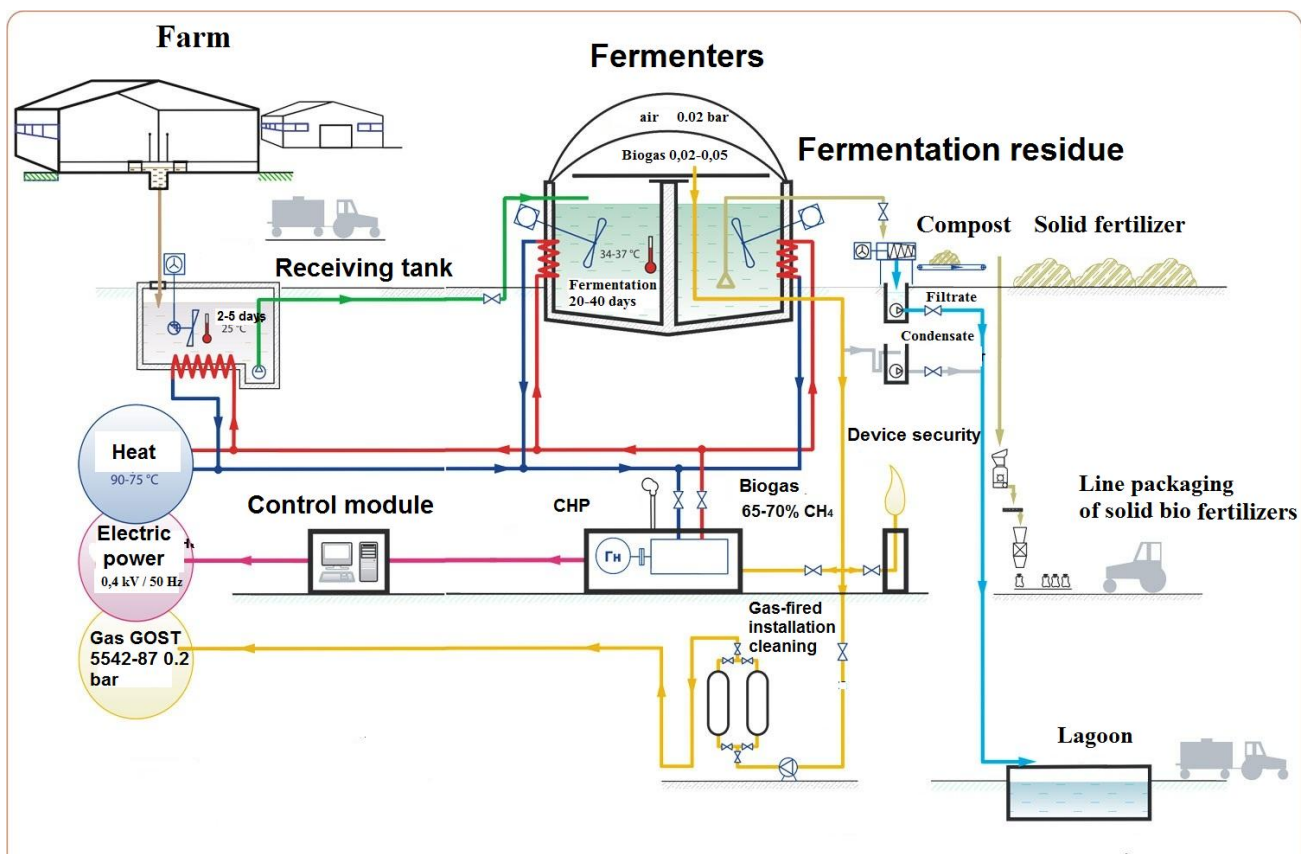 Farm
Fermenters
air 0.02 bar
Biogas 0,02-0,05
Fermentation residue
Compost Solid fertilizer
Receiving tank
34-37 °C
Fermentation
20-40 days
2-5 days
25 °C
Filtrate
Condensate
Heat
90-75 °C
Device security
Control module
CHP
Biogas
65-70% CH₄
Line packaging
of solid bio fertilizers
Electric
power
0,4 kV / 50 Hz
Гн
Gas-fired
installation
cleaning
Gas GOST
5542-87 0.2
bar
Lagoon